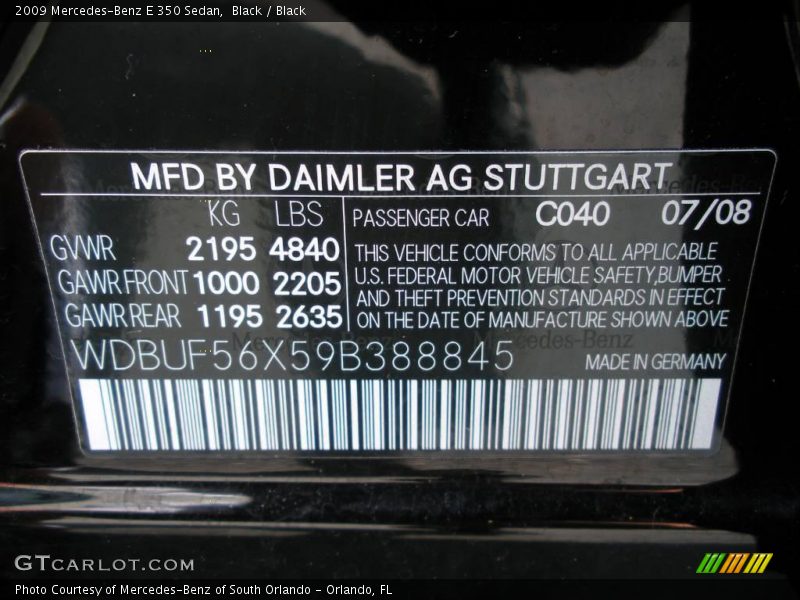 2009 Mercedes-Benz E 350 Sedan,  Black / Black
MFD BY DAIMLER AG STUTTGART
KG LBS PASSENGER CAR C040 07/08
GVWR 2195 4840 THIS VEHICLE CONFORMS TO ALL APPLICABLE
GAWR FRONT 1000 2205 U.S. FEDERAL MOTOR VEHICLE SAFETY, BUMPER
AND THEFT PREVENTION STANDARDS IN EFFECT
GAWR REAR 1195 2635 ON THE DATE OF MANUFACTURE SHOWN ABOVE
WDBUF56X59B388845 MADE IN GERMANY
GTCARLOT.COM
Photo Courtesy of Mercedes-Benz of South Orlando - Orlando, FL